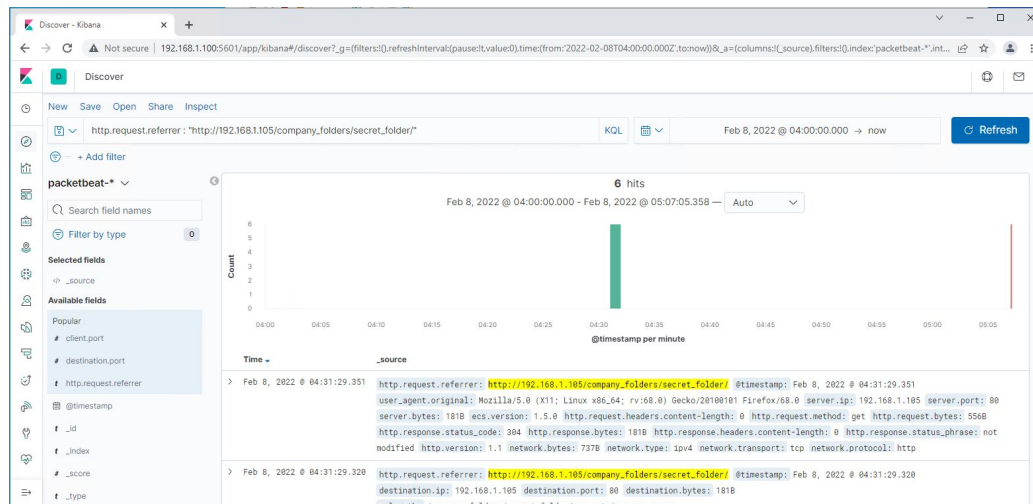 Discover - Kibana
Not secure | 192.168.1.100:5601/app/kibana#/discover?_g=(filters:!(),refreshInterval:(pause:!t,value:0),time:(from:'2022-02-08T04:00:00.000Z',to:now))&_a=(columns:!(_source),filters:!(),index:'packetbeat-*',int...
D Discover
New Save Open Share Inspect
http.request.referrer : "http://192.168.1.105/company_folders/secret_folder/" KQL Feb 8, 2022 @ 04:00:00.000 → now Refresh
+ Add filter
packetbeat-*
Search field names
Filter by type 0
Selected fields
_source
Available fields
Popular
# client.port
# destination.port
t http.request.referrer
@timestamp
t _id
t _index
# _score
t _type
6 hits
Feb 8, 2022 @ 04:00:00.000 - Feb 8, 2022 @ 05:07:05.358 — Auto
Count
6
5
4
3
2
1
0
04:00 04:05 04:10 04:15 04:20 04:25 04:30 04:35 04:40 04:45 04:50 04:55 05:00 05:05
@timestamp per minute
Time _source
Feb 8, 2022 @ 04:31:29.351 http.request.referrer: http://192.168.1.105/company_folders/secret_folder/ @timestamp: Feb 8, 2022 @ 04:31:29.351
user_agent.original: Mozilla/5.0 (X11; Linux x86_64; rv:68.0) Gecko/20100101 Firefox/68.0 server.ip: 192.168.1.105 server.port: 80
server.bytes: 181B ecs.version: 1.5.0 http.request.headers.content-length: 0 http.request.method: get http.request.bytes: 556B
http.response.status_code: 304 http.response.bytes: 181B http.response.headers.content-length: 0 http.response.status_phrase: not
modified http.version: 1.1 network.bytes: 737B network.type: ipv4 network.transport: tcp network.protocol: http
Feb 8, 2022 @ 04:31:29.320 http.request.referrer: http://192.168.1.105/company_folders/secret_folder/ @timestamp: Feb 8, 2022 @ 04:31:29.320
destination.ip: 192.168.1.105 destination.port: 80 destination.bytes: 181B